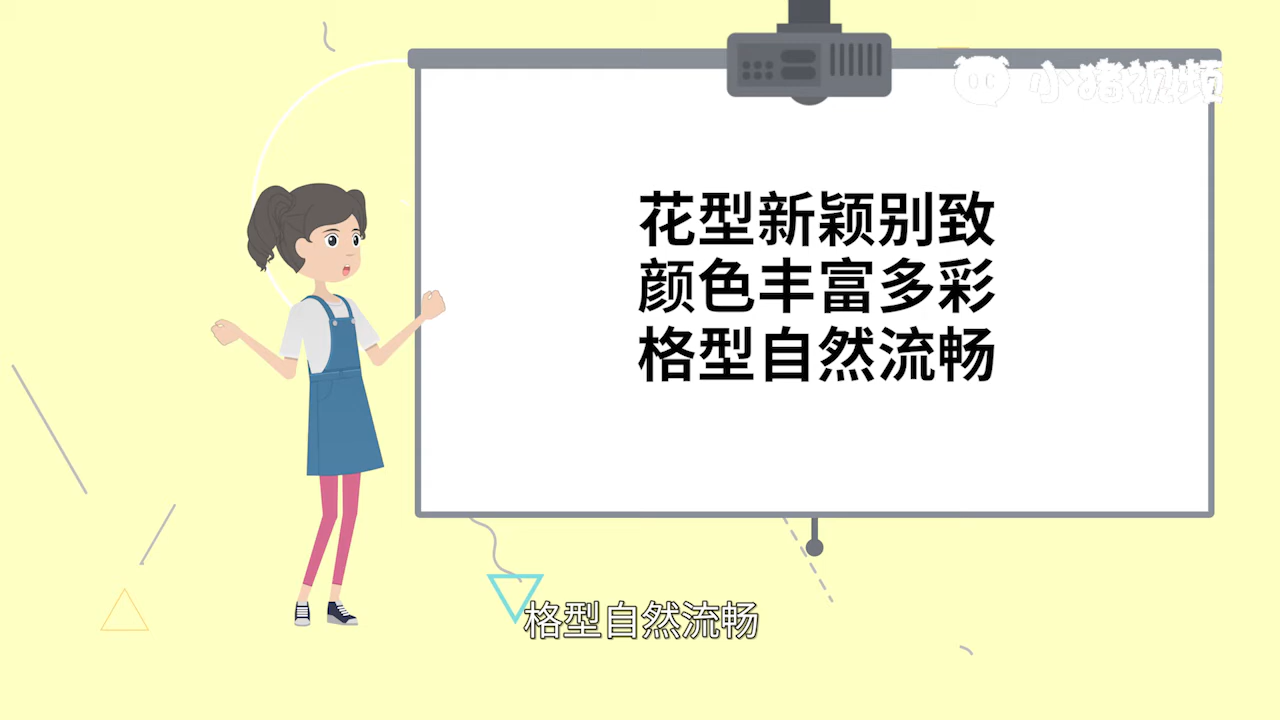 小猪视频
花型新颖别致
颜色丰富多彩
格型自然流畅
格型自然流畅